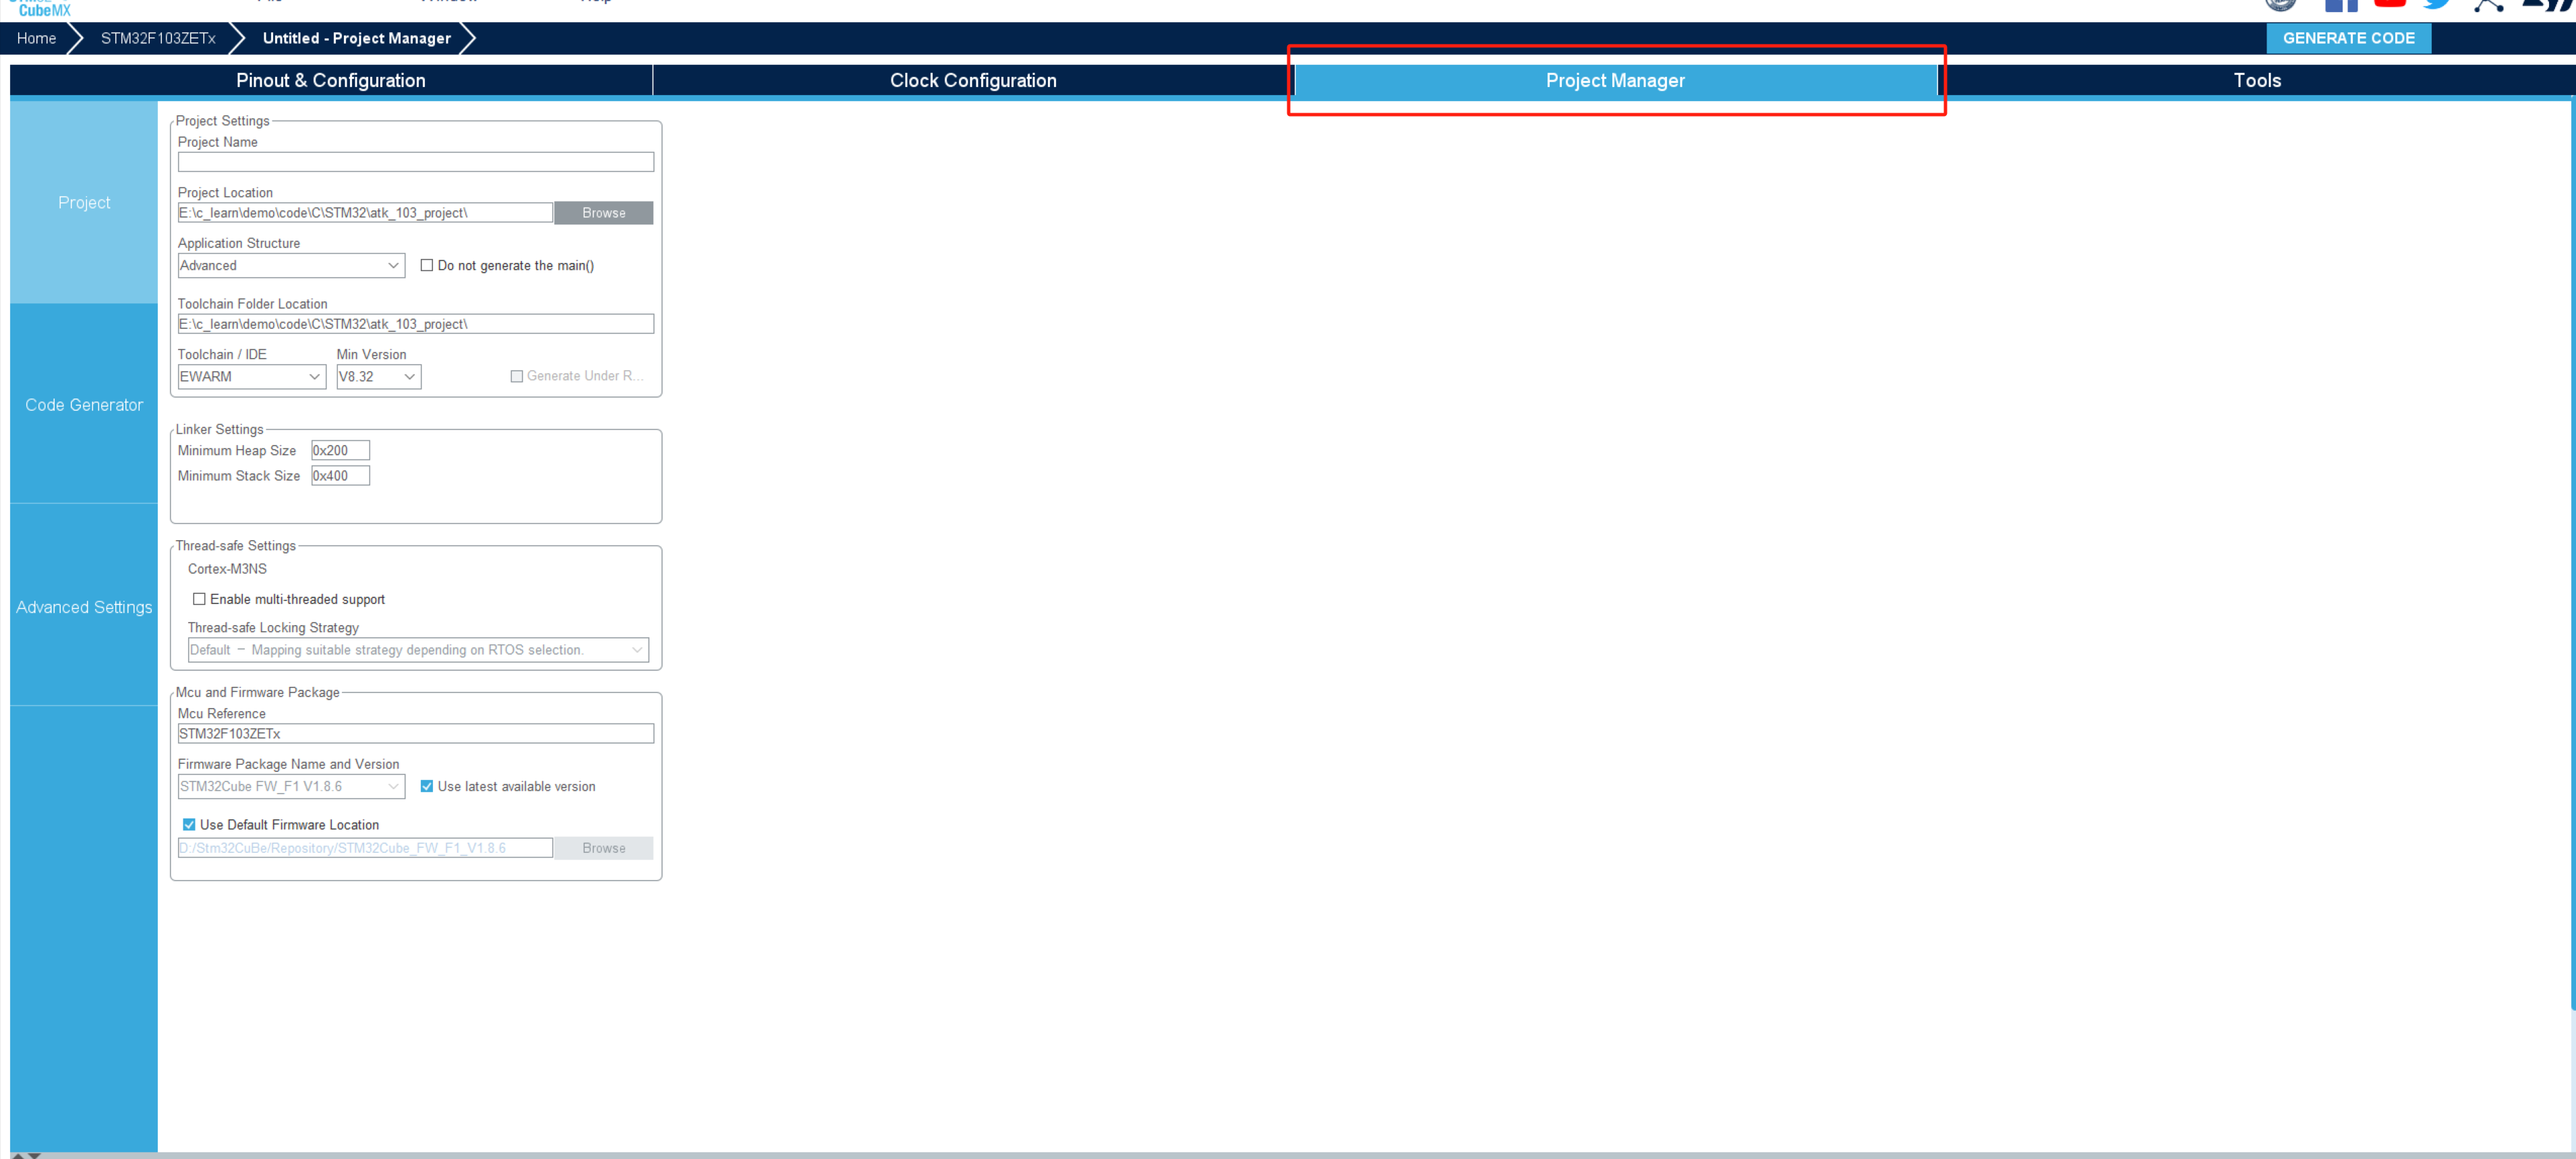 CubeMX
Home STM32F103ZETx Untitled - Project Manager GENERATE CODE
Pinout & Configuration Clock Configuration Project Manager Tools
Project
Code Generator
Advanced Settings
Project Settings
Project Name
Project Location
E:\c_learn\demo\code\C\STM32\atk_103_project\ Browse
Application Structure
Advanced Do not generate the main()
Toolchain Folder Location
E:\c_learn\demo\code\C\STM32\atk_103_project\
Toolchain / IDE Min Version
EWARM V8.32 Generate Under R...
Linker Settings
Minimum Heap Size 0x200
Minimum Stack Size 0x400
Thread-safe Settings
Cortex-M3NS
Enable multi-threaded support
Thread-safe Locking Strategy
Default - Mapping suitable strategy depending on RTOS selection.
Mcu and Firmware Package
Mcu Reference
STM32F103ZETx
Firmware Package Name and Version
STM32Cube FW_F1 V1.8.6 Use latest available version
Use Default Firmware Location
D:/Stm32CuBe/Repository/STM32Cube_FW_F1_V1.8.6 Browse